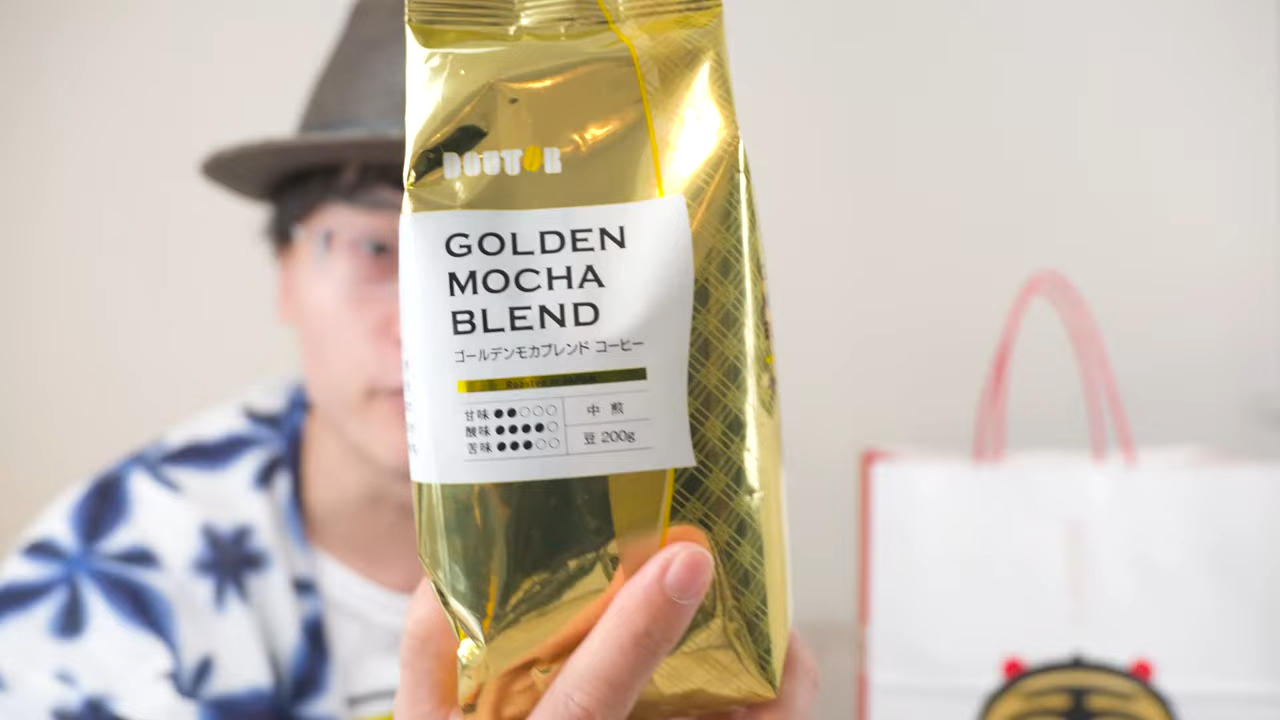 DOUTOR
GOLDEN
MOCHA
BLEND
ゴールデンモカブレンド コーヒー
甘味 ●●○○○
酸味 ●●●●○
苦味 ●●●○○
中煎
豆 200g